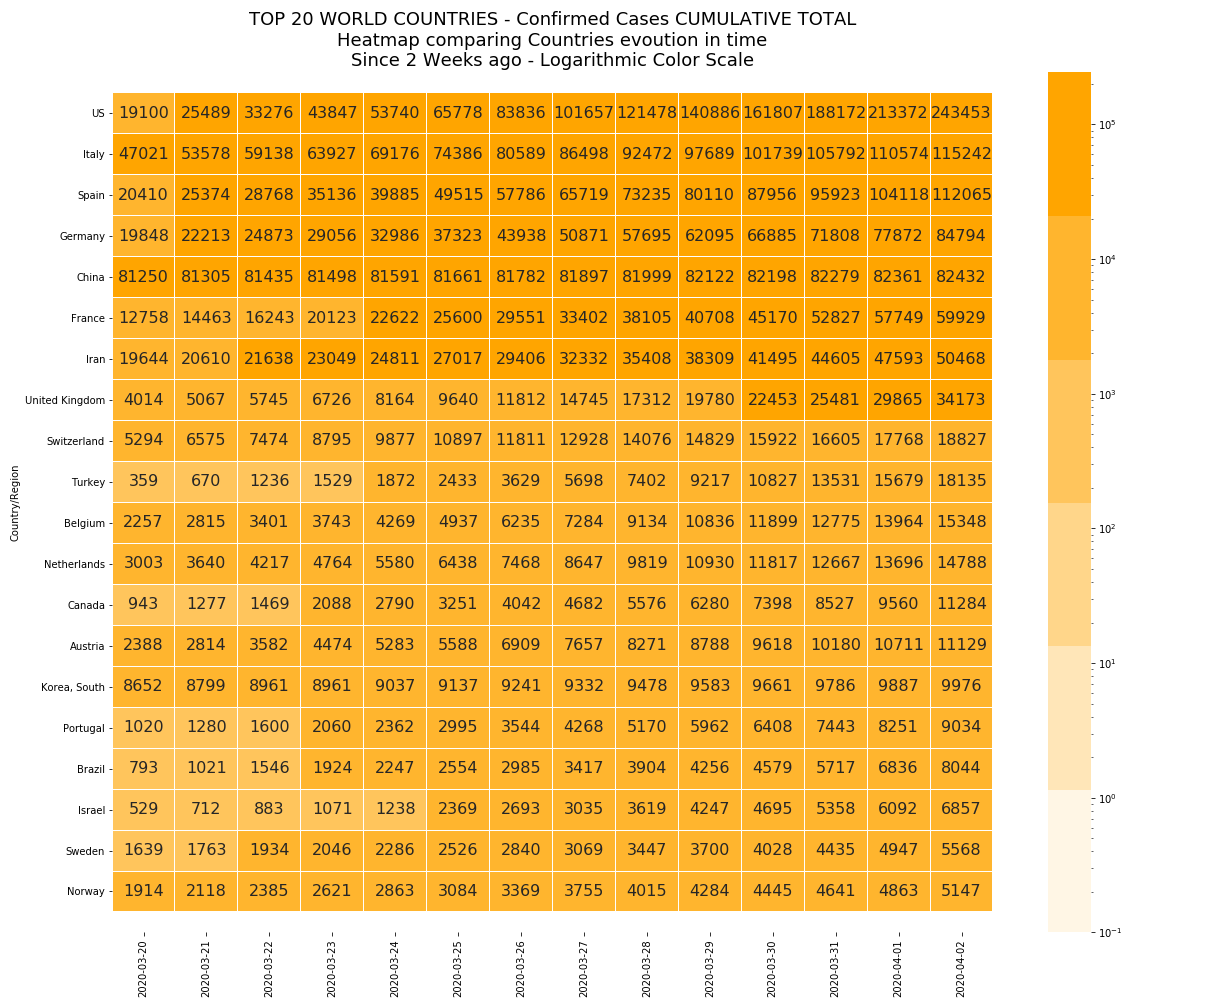 TOP 20 WORLD COUNTRIES - Confirmed Cases CUMULATIVE TOTAL
Heatmap comparing Countries evoution in time
Since 2 Weeks ago - Logarithmic Color Scale
US 19100 25489 33276 43847 53740 65778 83836 101657 121478 140886 161807 188172 213372 243453
Italy 47021 53578 59138 63927 69176 74386 80589 86498 92472 97689 101739 105792 110574 115242
Spain 20410 25374 28768 35136 39885 49515 57786 65719 73235 80110 87956 95923 104118 112065
Germany 19848 22213 24873 29056 32986 37323 43938 50871 57695 62095 66885 71808 77872 84794
China 81250 81305 81435 81498 81591 81661 81782 81897 81999 82122 82198 82279 82361 82432
France 12758 14463 16243 20123 22622 25600 29551 33402 38105 40708 45170 52827 57749 59929
Iran 19644 20610 21638 23049 24811 27017 29406 32332 35408 38309 41495 44605 47593 50468
United Kingdom 4014 5067 5745 6726 8164 9640 11812 14745 17312 19780 22453 25481 29865 34173
Switzerland 5294 6575 7474 8795 9877 10897 11811 12928 14076 14829 15922 16605 17768 18827
Turkey 359 670 1236 1529 1872 2433 3629 5698 7402 9217 10827 13531 15679 18135
Belgium 2257 2815 3401 3743 4269 4937 6235 7284 9134 10836 11899 12775 13964 15348
Netherlands 3003 3640 4217 4764 5580 6438 7468 8647 9819 10930 11817 12667 13696 14788
Canada 943 1277 1469 2088 2790 3251 4042 4682 5576 6280 7398 8527 9560 11284
Austria 2388 2814 3582 4474 5283 5588 6909 7657 8271 8788 9618 10180 10711 11129
Korea, South 8652 8799 8961 8961 9037 9137 9241 9332 9478 9583 9661 9786 9887 9976
Portugal 1020 1280 1600 2060 2362 2995 3544 4268 5170 5962 6408 7443 8251 9034
Brazil 793 1021 1546 1924 2247 2554 2985 3417 3904 4256 4579 5717 6836 8044
Israel 529 712 883 1071 1238 2369 2693 3035 3619 4247 4695 5358 6092 6857
Sweden 1639 1763 1934 2046 2286 2526 2840 3069 3447 3700 4028 4435 4947 5568
Norway 1914 2118 2385 2621 2863 3084 3369 3755 4015 4284 4445 4641 4863 5147
Country/Region
2020-03-20 2020-03-21 2020-03-22 2020-03-23 2020-03-24 2020-03-25 2020-03-26 2020-03-27 2020-03-28 2020-03-29 2020-03-30 2020-03-31 2020-04-01 2020-04-02
10⁵
10⁴
10³
10²
10¹
10⁰
10⁻¹